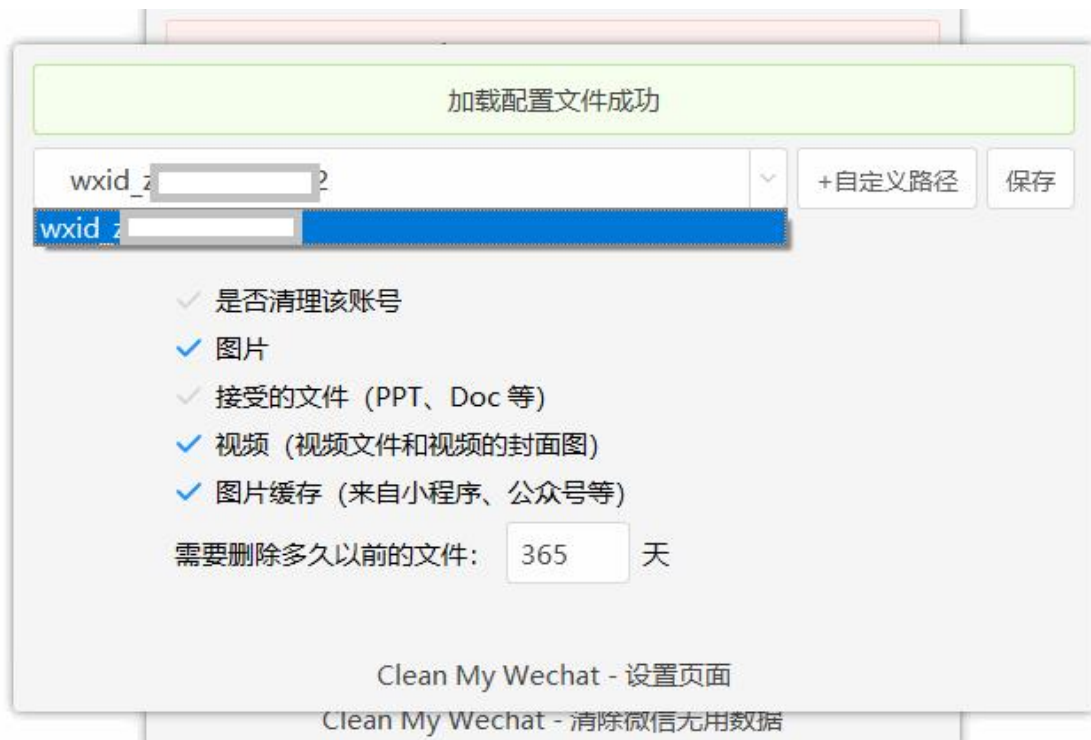 加载配置文件成功
wxid_z 2 +自定义路径 保存
wxid_z
是否清理该账号
图片
接受的文件（PPT、Doc 等）
视频（视频文件和视频的封面图）
图片缓存（来自小程序、公众号等）
需要删除多久以前的文件： 365 天
Clean My Wechat - 设置页面
Clean My Wechat - 清除微信无用数据